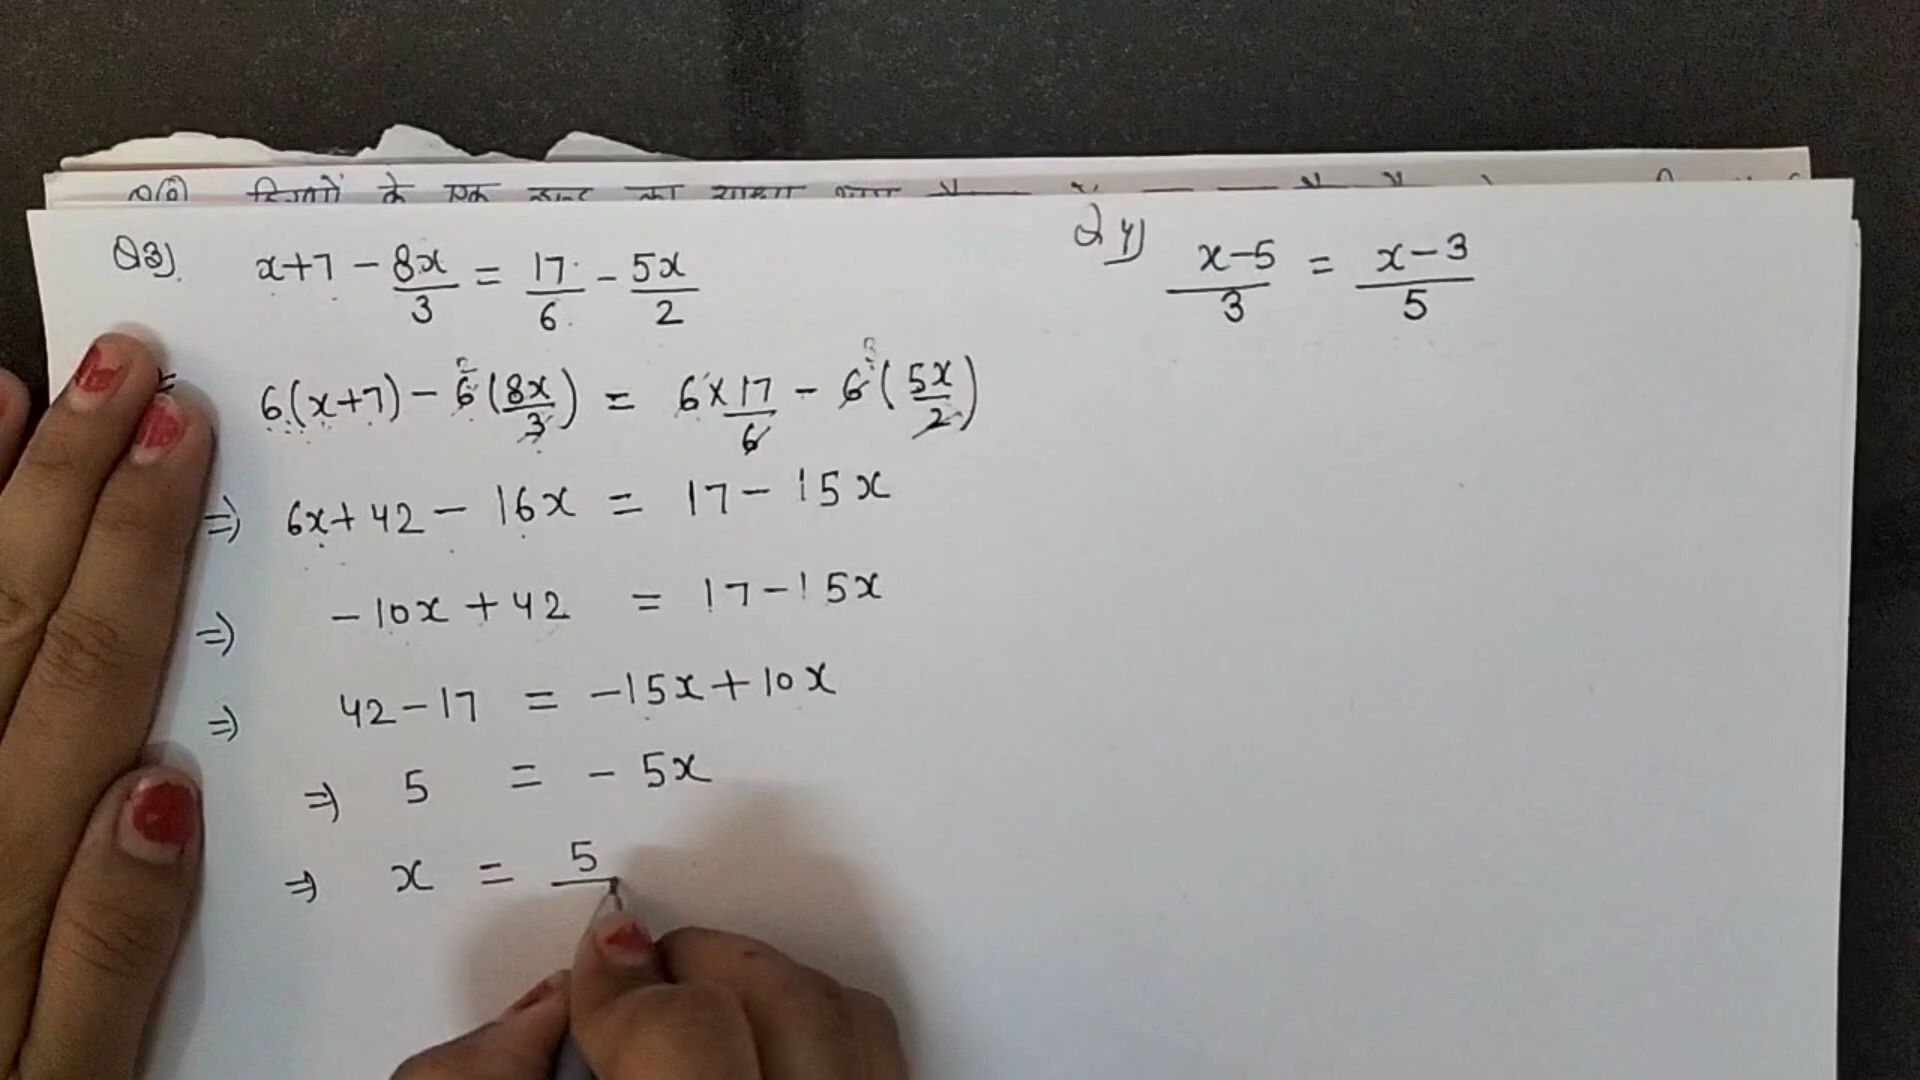 Q3) x+7 - 8x/3 = 17/6 - 5x/2
6(x+7) - 6(8x/3) = 6×17/6 - 6(5x/2)
⇒ 6x+42 - 16x = 17 - 15x
⇒ -10x + 42 = 17 - 15x
⇒ 42 - 17 = -15x + 10x
⇒ 5 = - 5x
⇒ x = 5/
Q4) x-5/3 = x-3/5